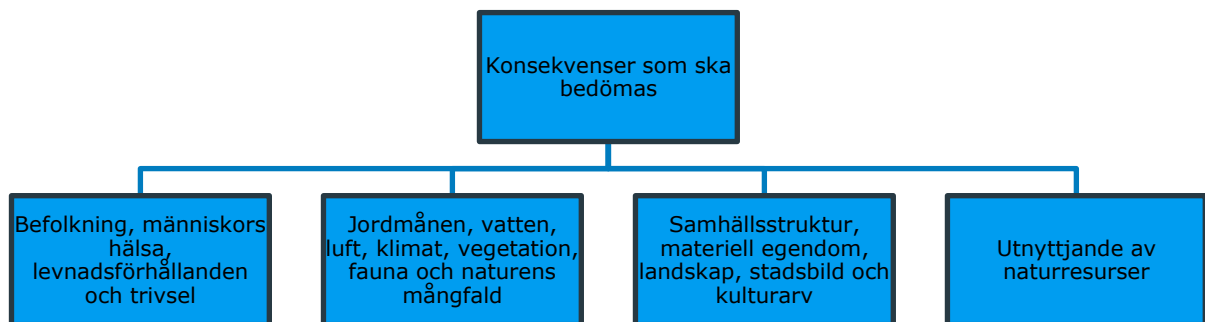 Konsekvenser som ska
bedömas
Befolkning, människors
hälsa,
levnadsförhållanden
och trivsel
Jordmånen, vatten,
luft, klimat, vegetation,
fauna och naturens
mångfald
Samhällsstruktur,
materiell egendom,
landskap, stadsbild och
kulturarv
Utnyttjande av
naturresurser